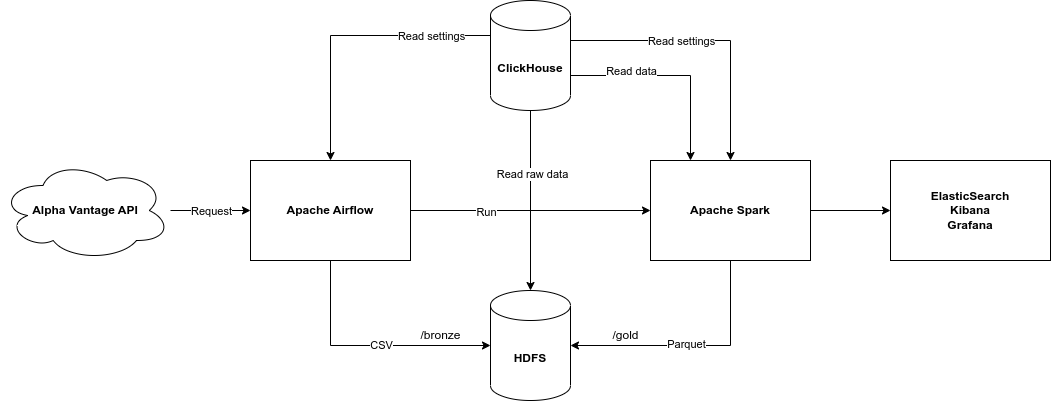 Read settings
ClickHouse
Read settings
Read data
Read raw data
Alpha Vantage API
Request
Apache Airflow
Run
Apache Spark
ElasticSearch
Kibana
Grafana
CSV
/bronze
HDFS
/gold
Parquet